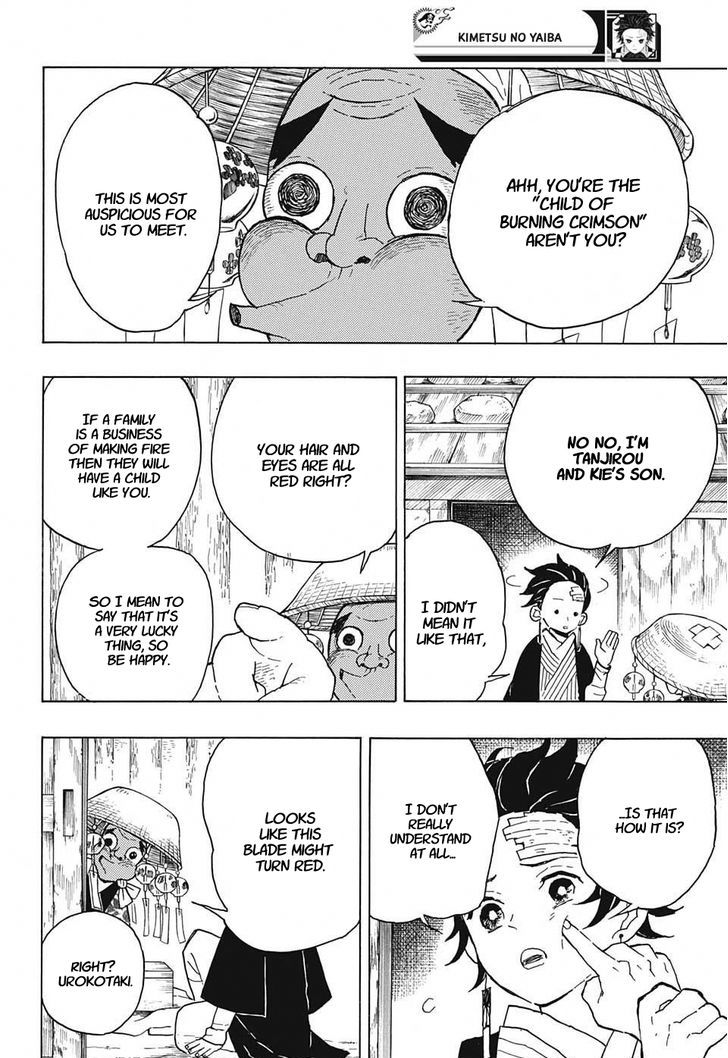 KIMETSU NO YAIBA
AHH, YOU'RE THE
"CHILD OF
BURNING CRIMSON"
AREN'T YOU?
THIS IS MOST
AUSPICIOUS FOR
US TO MEET.
NO NO, I'M
TANJIROU
AND KIE'S SON.
I DIDN'T
MEAN IT
LIKE THAT,
YOUR HAIR AND
EYES ARE ALL
RED RIGHT?
IF A FAMILY
IS A BUSINESS
OF MAKING FIRE
THEN THEY WILL
HAVE A CHILD
LIKE YOU.
SO I MEAN TO
SAY THAT IT'S
A VERY LUCKY
THING, SO
BE HAPPY.
...IS THAT
HOW IT IS?
I DON'T
REALLY
UNDERSTAND
AT ALL...
LOOKS
LIKE THIS
BLADE MIGHT
TURN RED.
RIGHT?
UROKOTAKI.